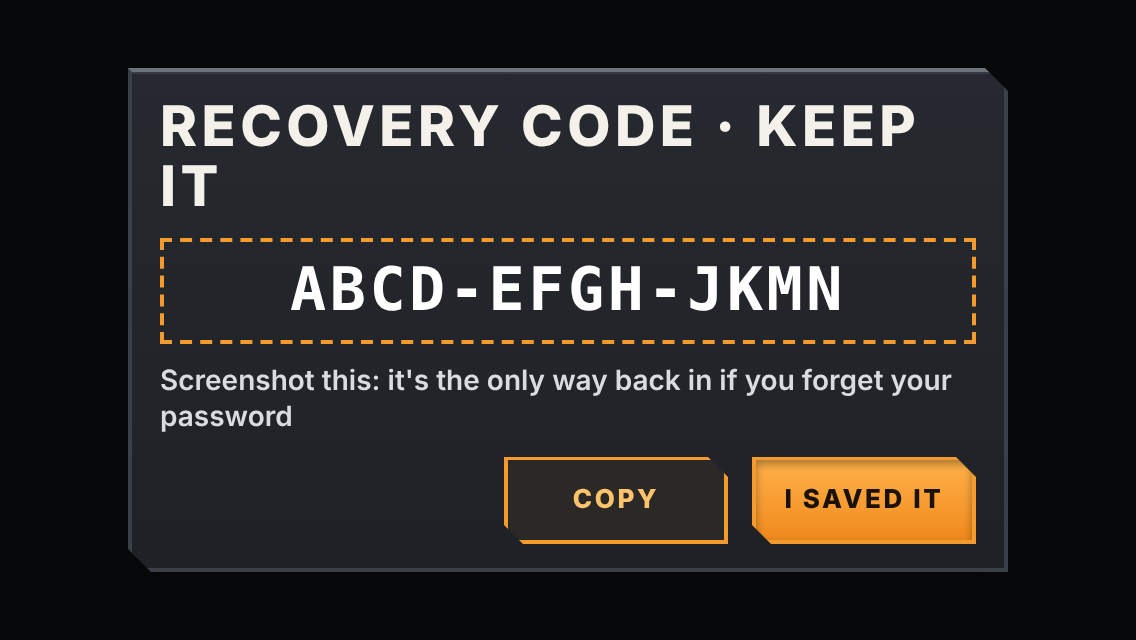 RECOVERY CODE · KEEP
IT
ABCD-EFGH-JKMN
Screenshot this: it's the only way back in if you forget your
password
COPY
I SAVED IT